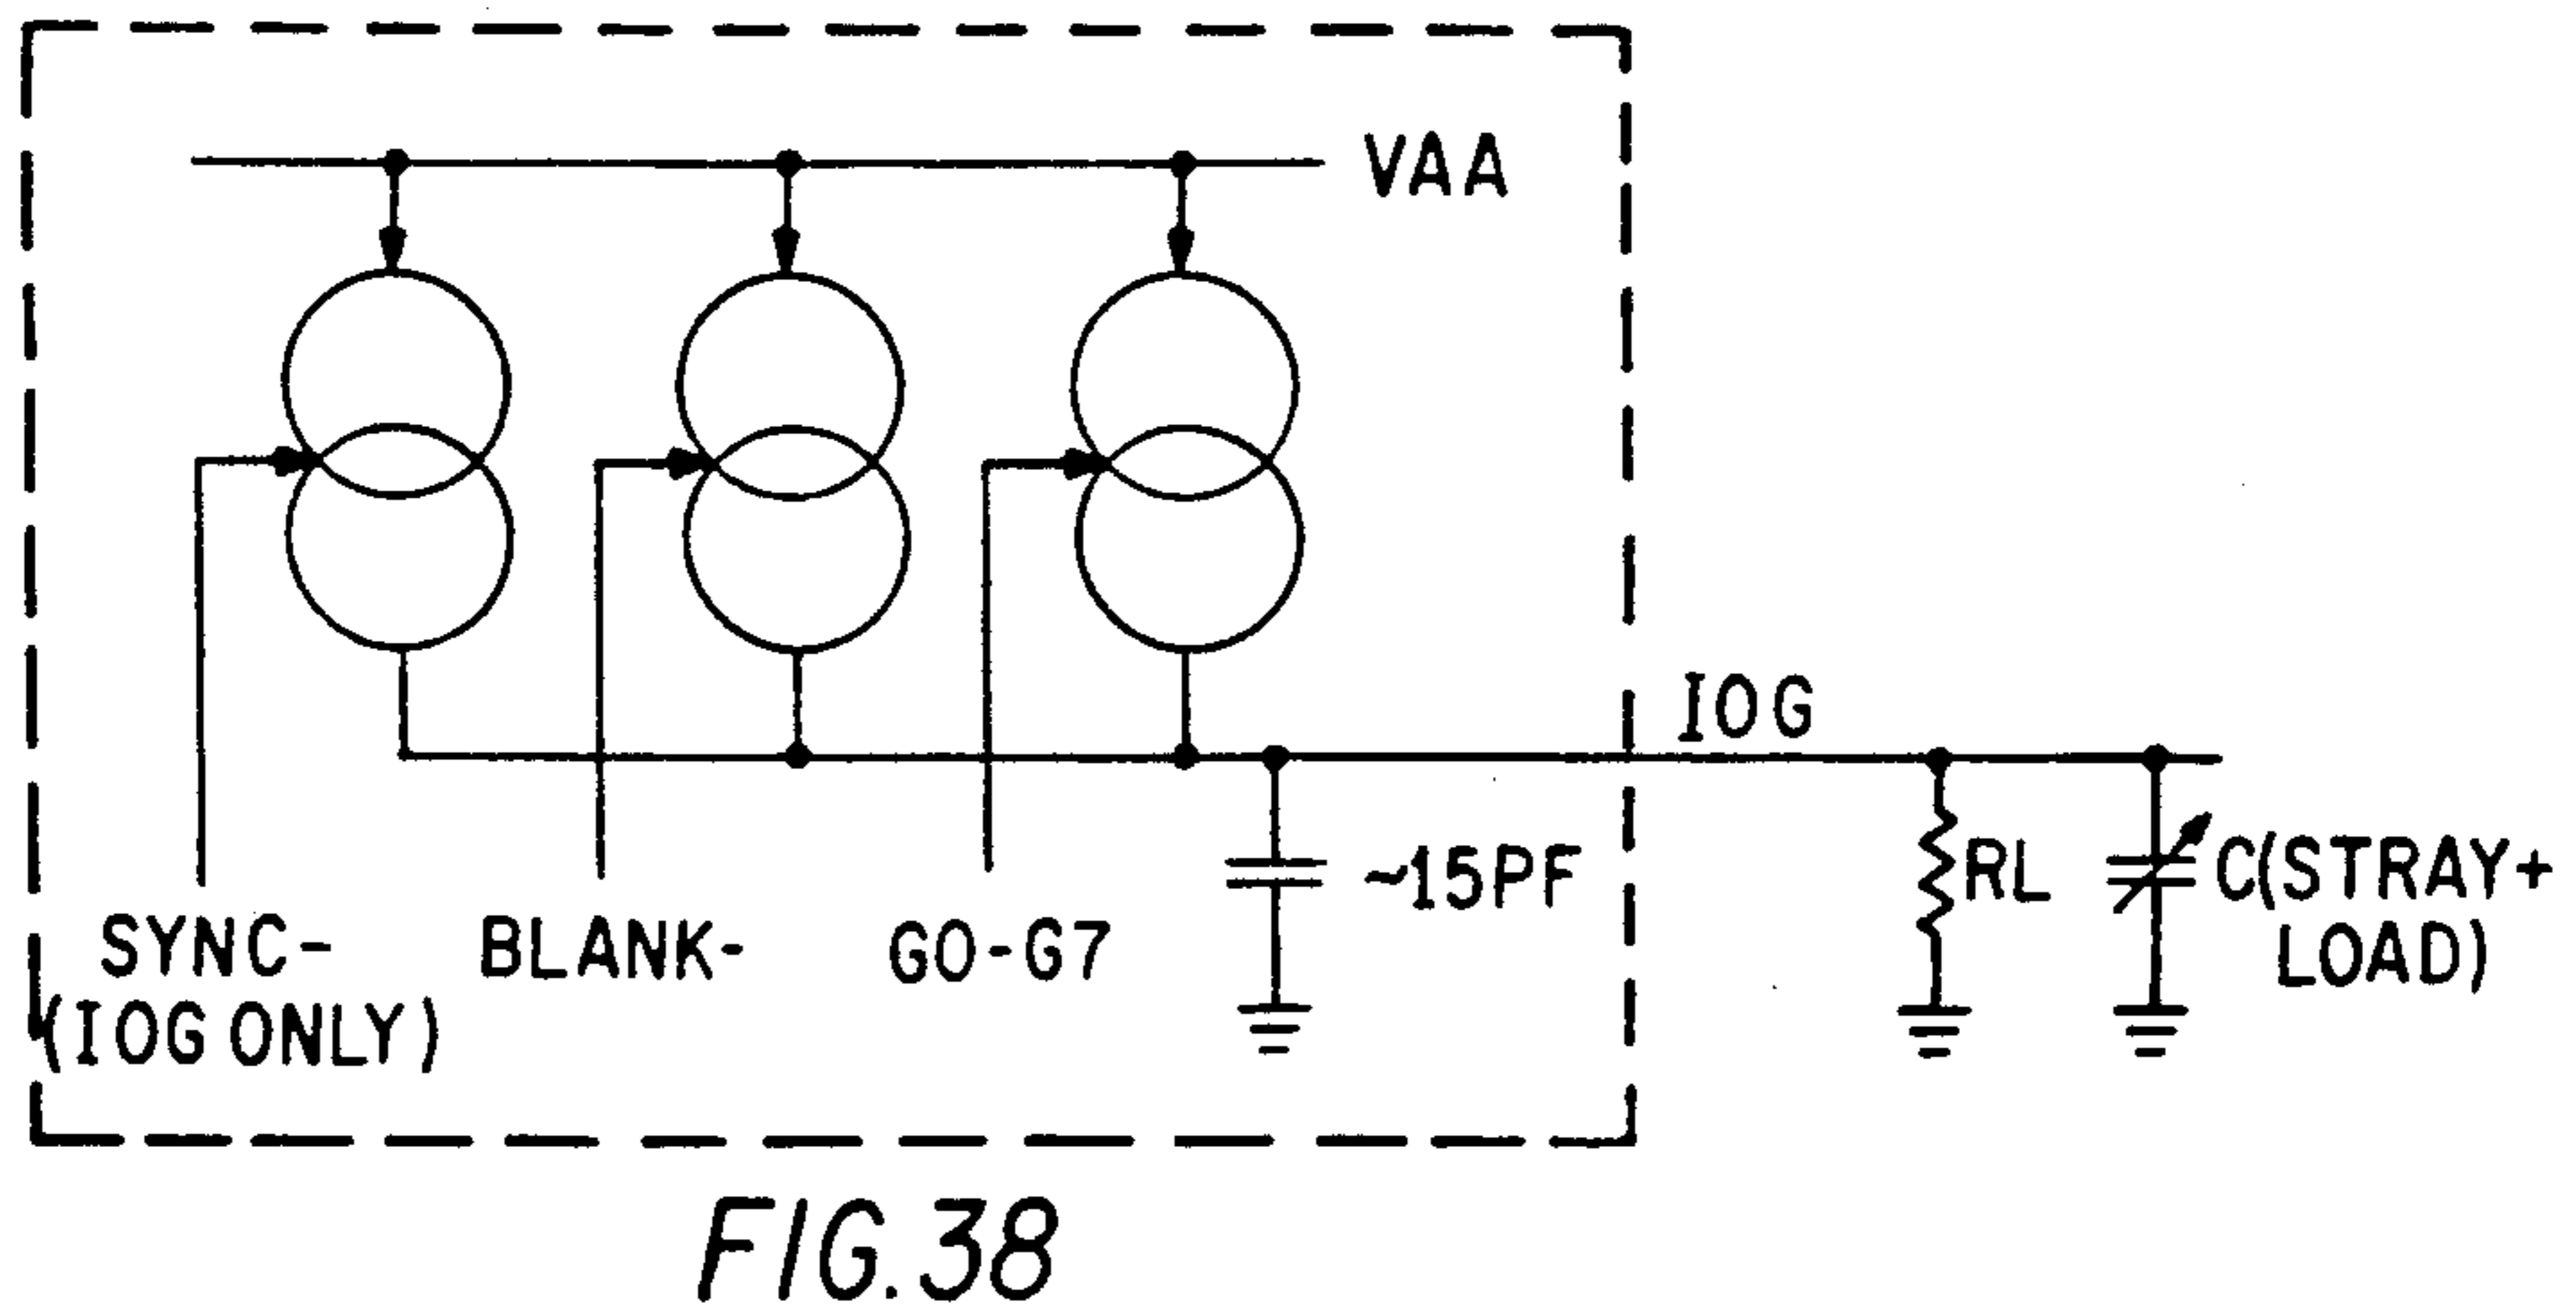 VAA
IOG
~15PF
RL
C(STRAY+
LOAD)
SYNC-
(IOG ONLY)
BLANK-
G0-G7
FIG.38